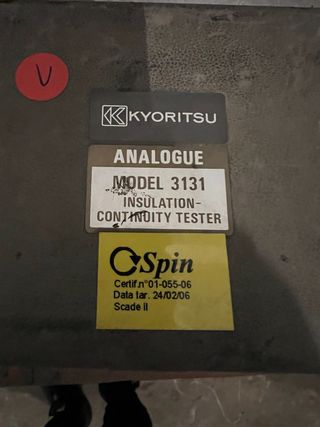 V
KYORITSU
ANALOGUE
MODEL 3131
INSULATION-
CONTINUITY TESTER
Spin
Certif.n°01-055-06
Data tar. 24/02/06
Scade II